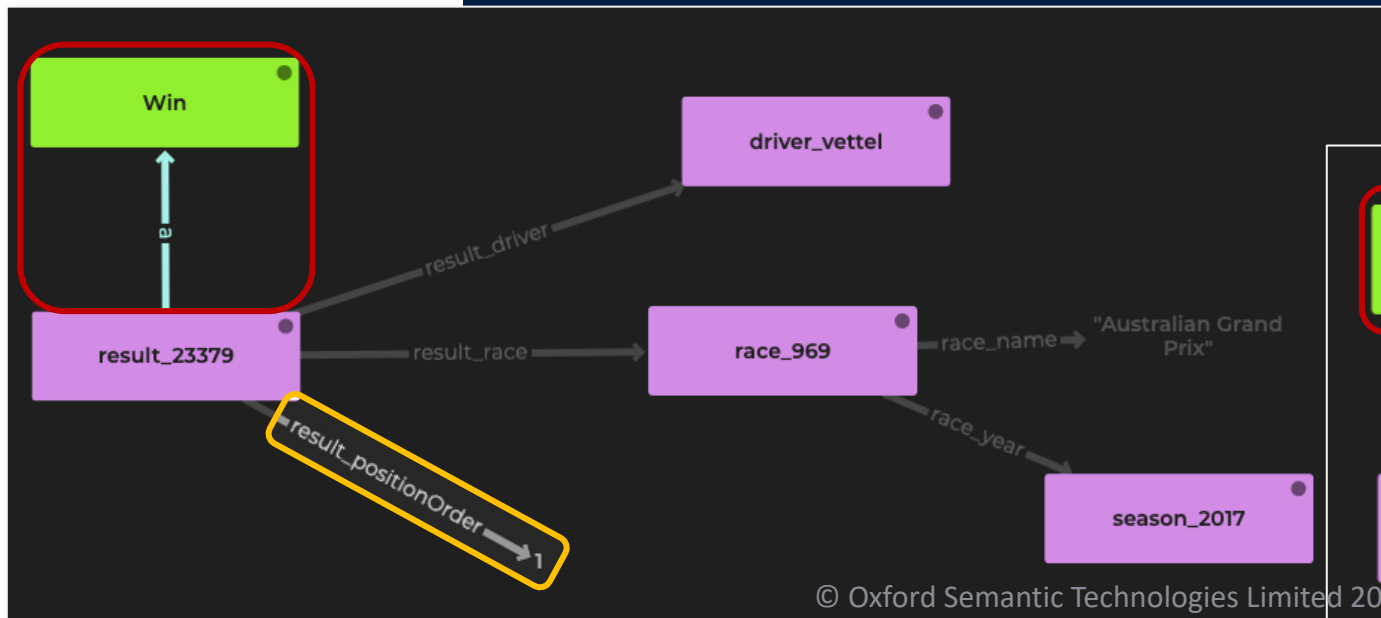 Win
driver_vettel
a
result_driver
result_23379
result_race
race_969
race_name
"Australian Grand
Prix"
race_year
result_positionOrder
1
season_2017
© Oxford Semantic Technologies Limited 20